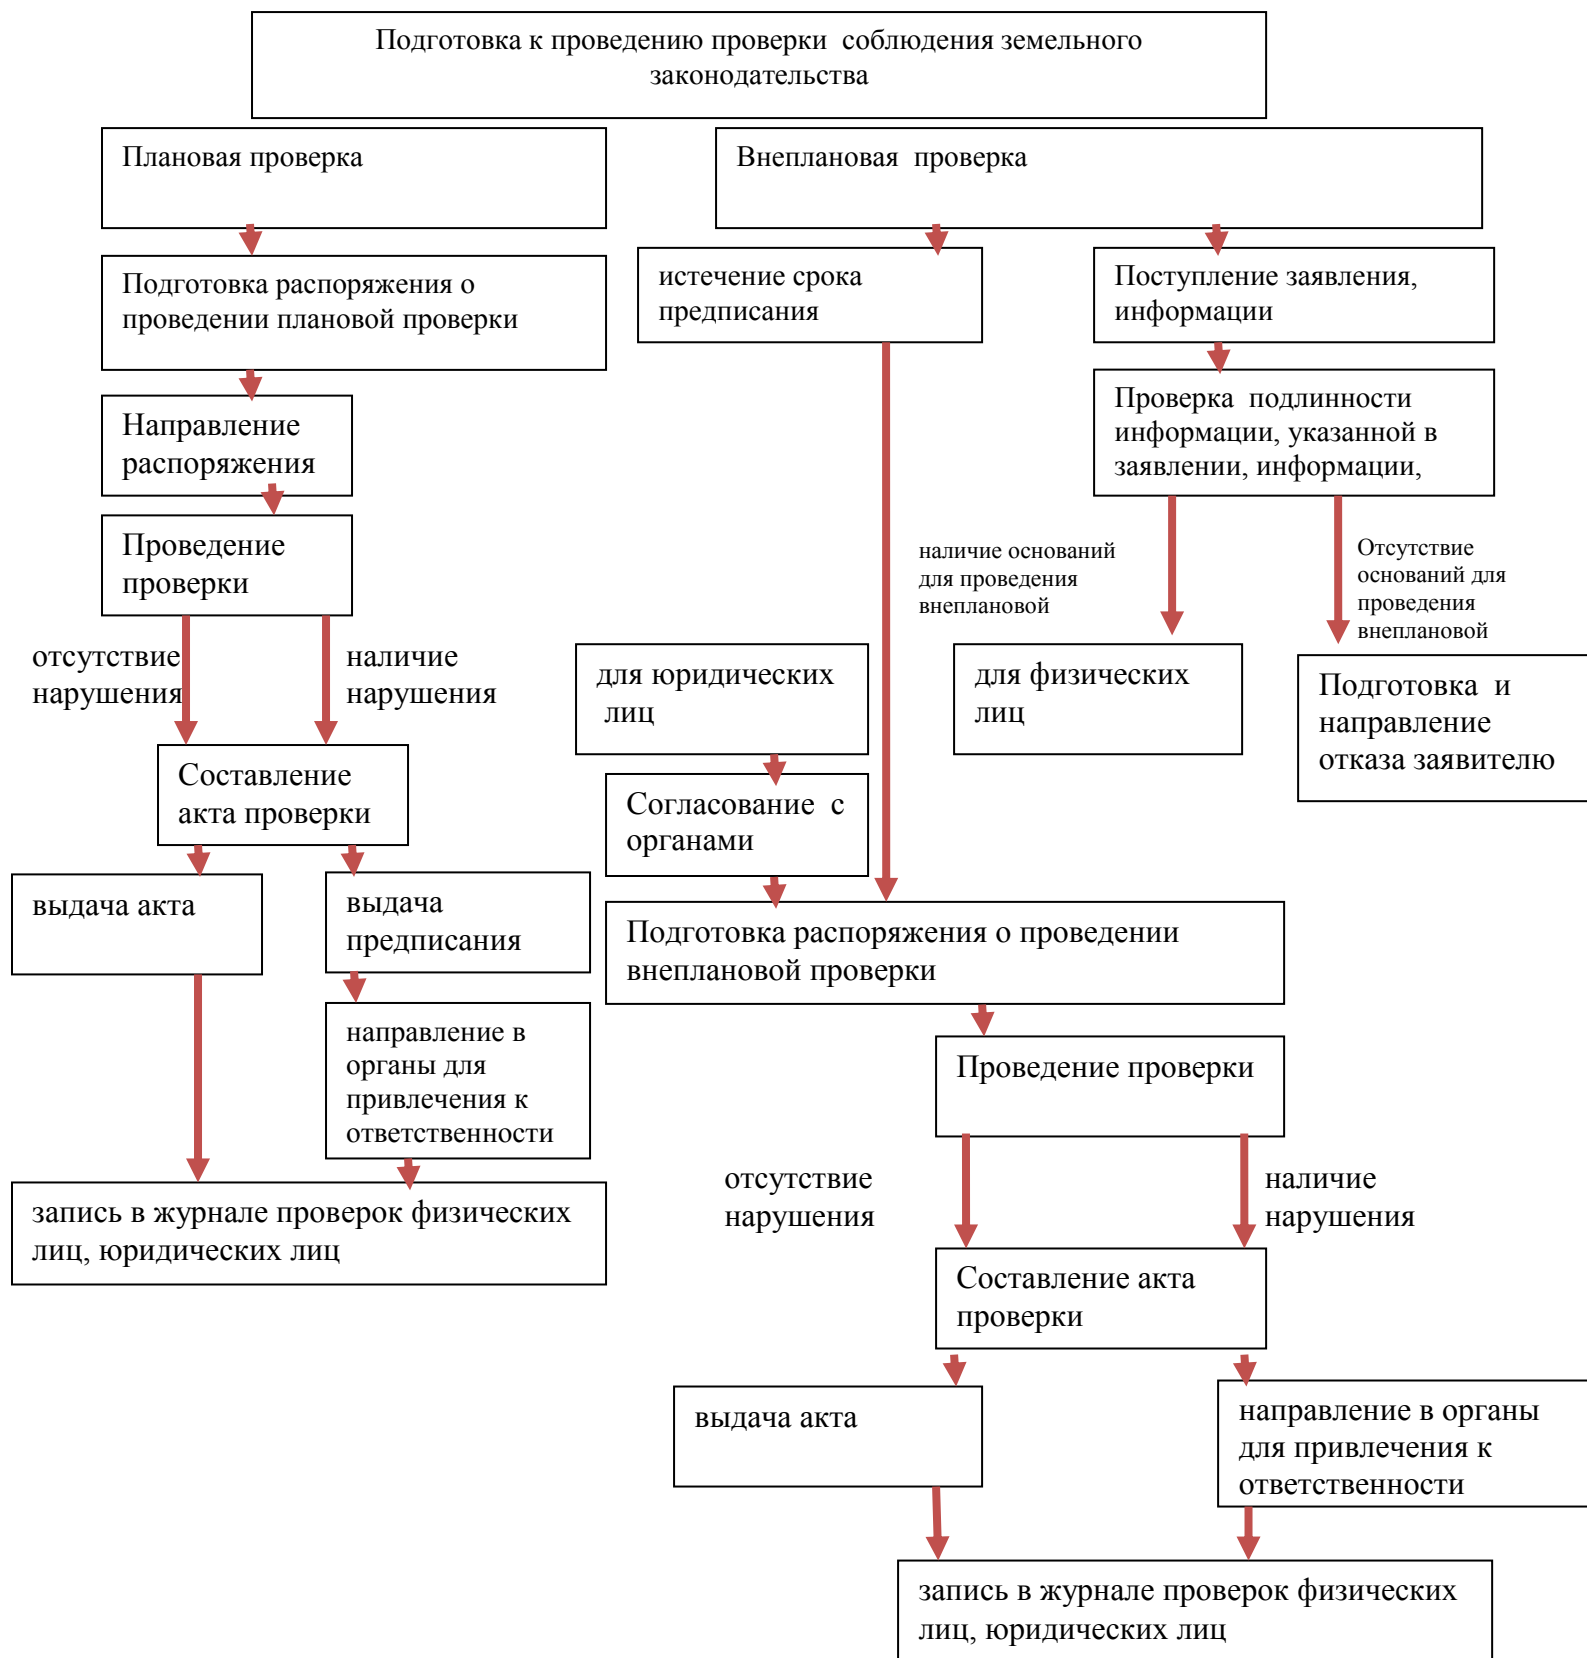 Подготовка к проведению проверки соблюдения земельного
законодательства
Плановая проверка
Внеплановая проверка
Подготовка распоряжения о
проведении плановой проверки
истечение срока
предписания
Поступление заявления,
информации
Направление
распоряжения
Проверка подлинности
информации, указанной в
заявлении, информации,
Проведение
проверки
наличие оснований
для проведения
внеплановой
Отсутствие
оснований для
проведения
внеплановой
отсутствие
нарушения
наличие
нарушения
для юридических
лиц
для физических
лиц
Подготовка и
направление
отказа заявителю
Составление
акта проверки
Согласование с
органами
выдача акта
выдача
предписания
Подготовка распоряжения о проведении
внеплановой проверки
направление в
органы для
привлечения к
ответственности
Проведение проверки
запись в журнале проверок физических
лиц, юридических лиц
отсутствие
нарушения
наличие
нарушения
Составление акта
проверки
выдача акта
направление в органы
для привлечения к
ответственности
запись в журнале проверок физических
лиц, юридических лиц